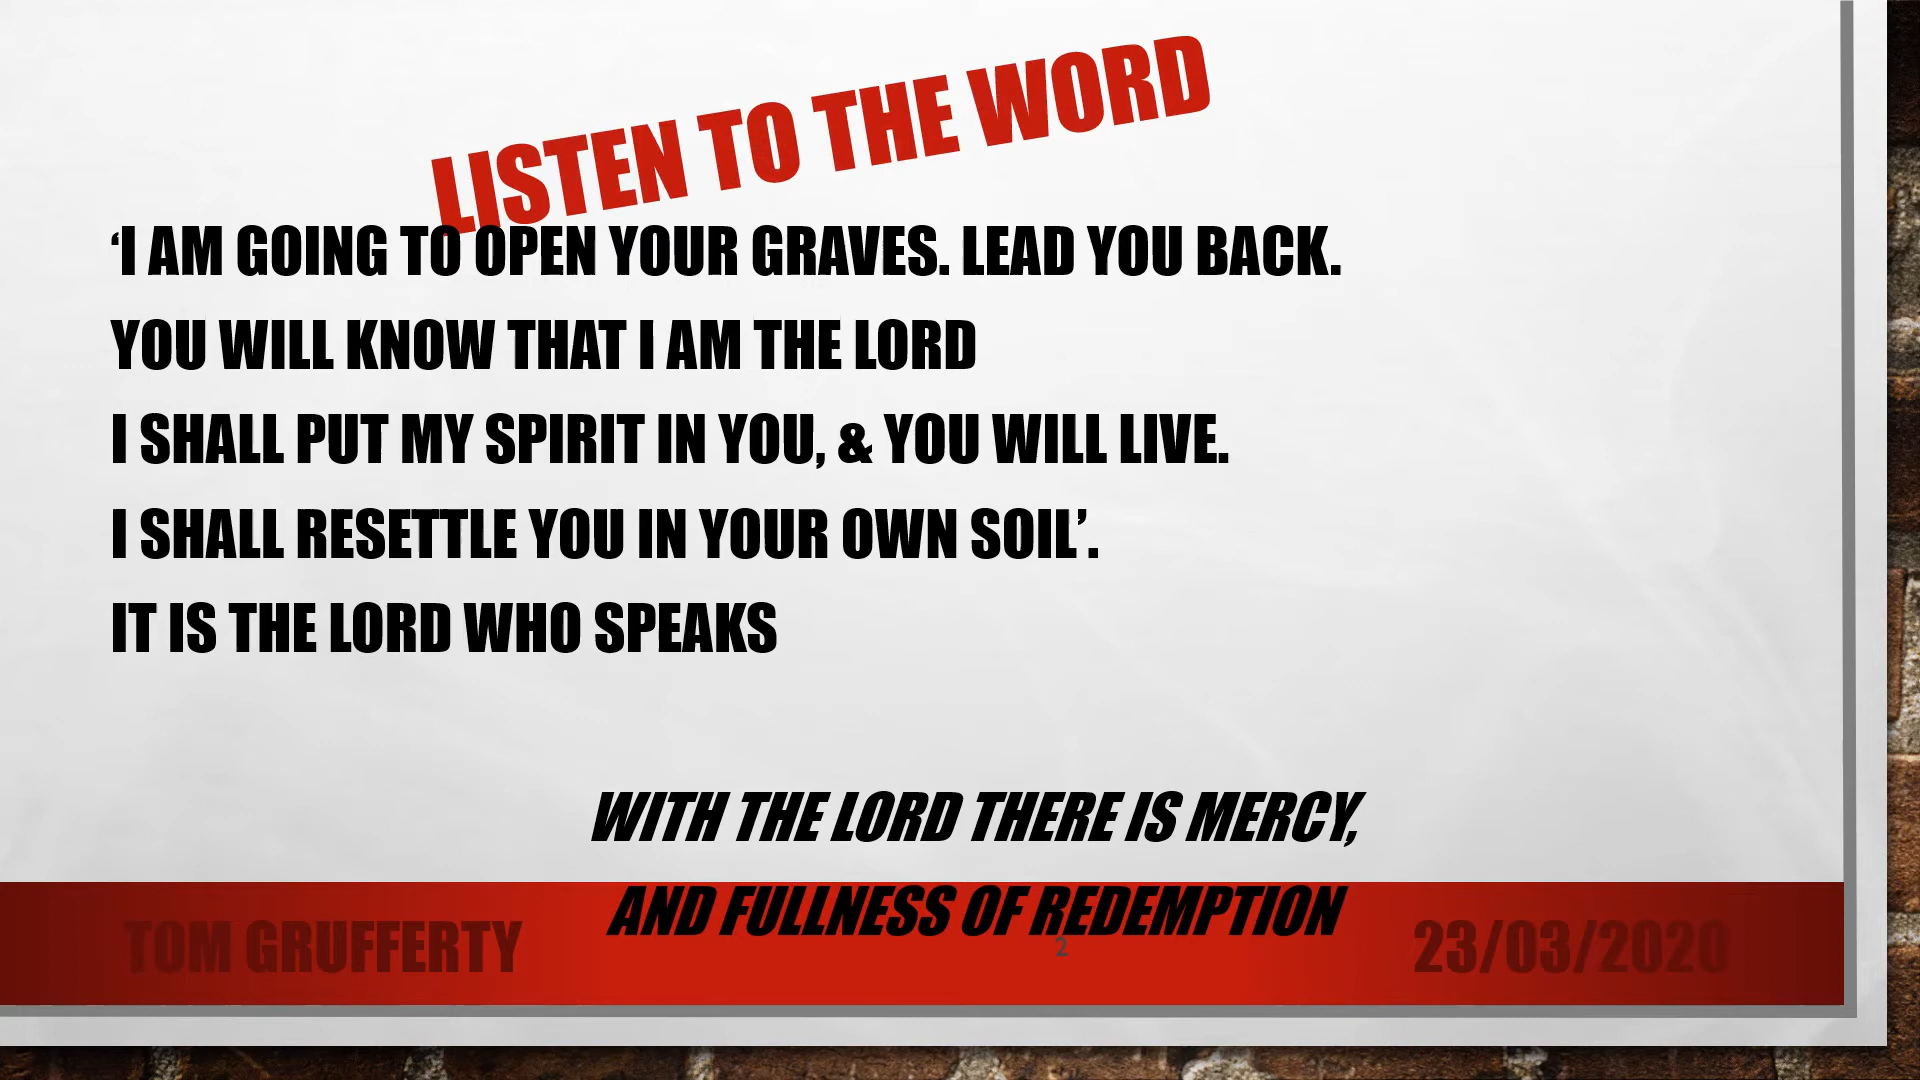 LISTEN TO THE WORD
‘I AM GOING TO OPEN YOUR GRAVES. LEAD YOU BACK.
YOU WILL KNOW THAT I AM THE LORD
I SHALL PUT MY SPIRIT IN YOU, & YOU WILL LIVE.
I SHALL RESETTLE YOU IN YOUR OWN SOIL’.
IT IS THE LORD WHO SPEAKS
WITH THE LORD THERE IS MERCY,
AND FULLNESS OF REDEMPTION
TOM GRUFFERTY
2
23/03/2020